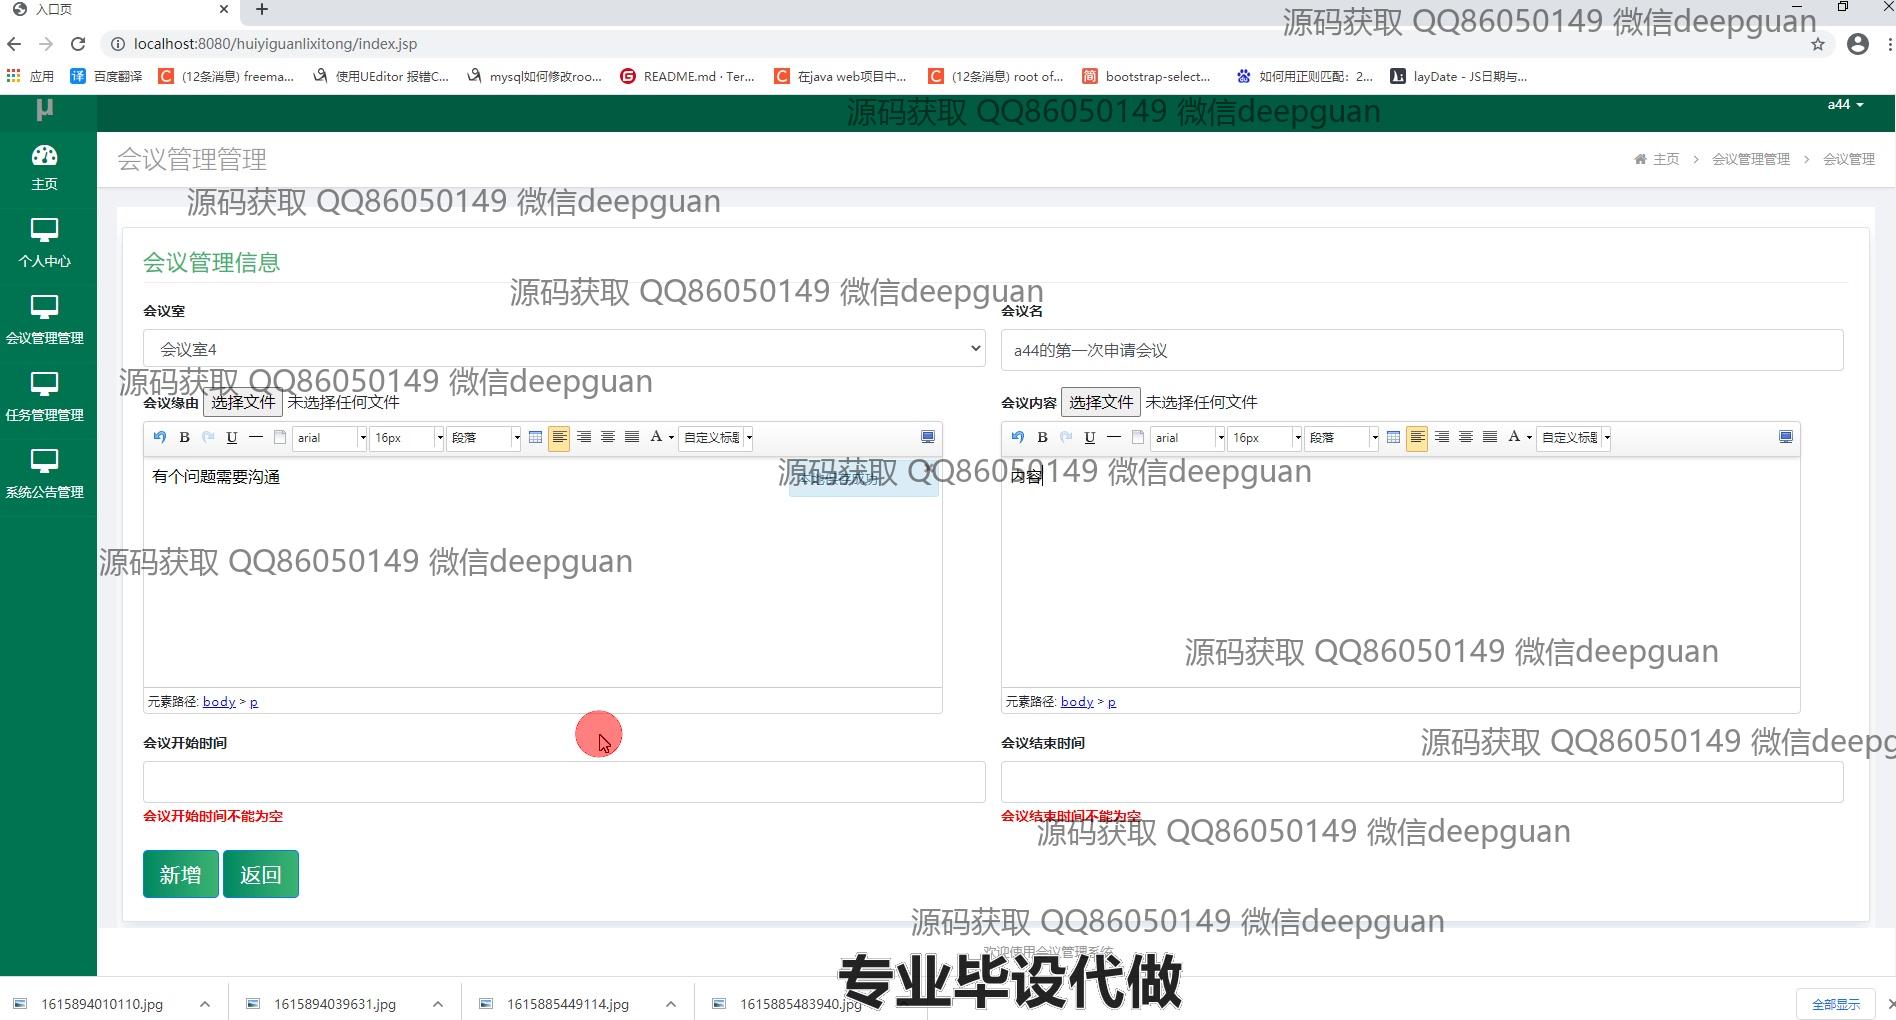 入口页
源码获取 QQ86050149 微信deepguan
localhost:8080/huiyiguanlixitong/index.jsp
应用 百度翻译 (12条消息) freema... 使用UEditor 报错C... mysql如何修改roo... README.md · Ter... 在java web项目中... (12条消息) root of... bootstrap-select... 如何用正则匹配：2... layDate - JS日期与...
μ
源码获取 QQ86050149 微信deepguan
a44
会议管理管理
主页 > 会议管理管理 > 会议管理
主页
源码获取 QQ86050149 微信deepguan
个人中心
会议管理管理
任务管理管理
系统公告管理
会议管理信息
源码获取 QQ86050149 微信deepguan
会议室
会议名
会议室4
a44的第一次申请会议
源码获取 QQ86050149 微信deepguan
会议缘由 选择文件 未选择任何文件
会议内容 选择文件 未选择任何文件
B U arial 16px 段落 A 自定义标题
B U arial 16px 段落 A 自定义标题
有个问题需要沟通
本地保存成功
源码获取 QQ86050149 微信deepguan
内容
源码获取 QQ86050149 微信deepguan
源码获取 QQ86050149 微信deepguan
元素路径: body > p
元素路径: body > p
会议开始时间
会议结束时间
源码获取 QQ86050149 微信deepg
会议开始时间不能为空
会议结束时间不能为空
源码获取 QQ86050149 微信deepguan
新增 返回
源码获取 QQ86050149 微信deepguan
欢迎使用会议管理系统
专业毕设代做
1615894010110.jpg 1615894039631.jpg 1615885449114.jpg 1615885483940.jpg
全部显示